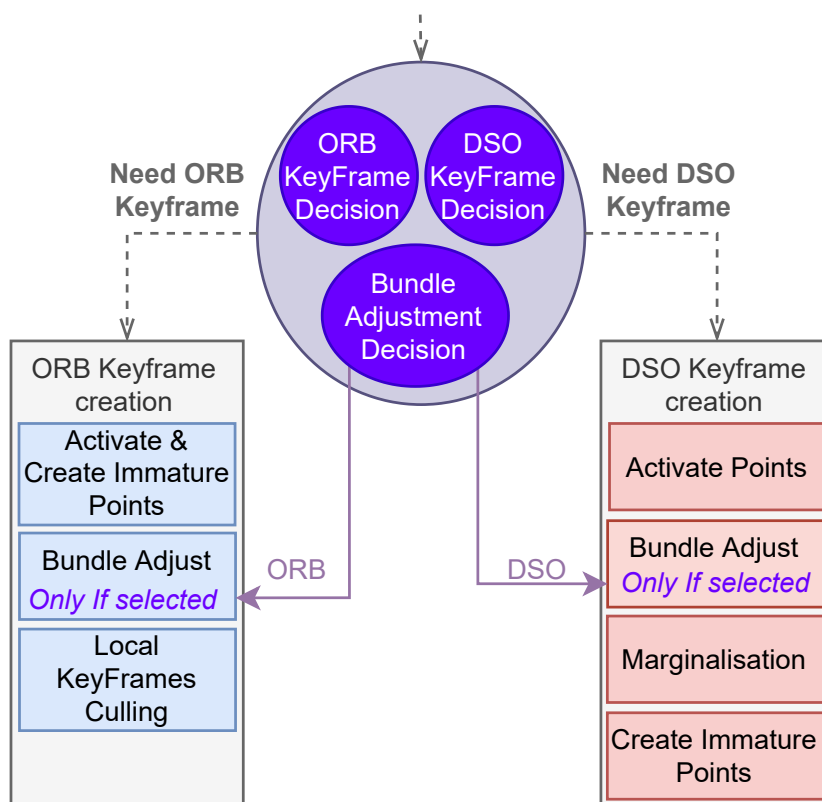 ORB
KeyFrame
Decision
DSO
KeyFrame
Decision
Need ORB
Keyframe
Need DSO
Keyframe
Bundle
Adjustment
Decision
ORB Keyframe
creation
Activate &
Create Immature
Points
Bundle Adjust
Only If selected
Local
KeyFrames
Culling
ORB
DSO
DSO Keyframe
creation
Activate Points
Bundle Adjust
Only If selected
Marginalisation
Create Immature
Points